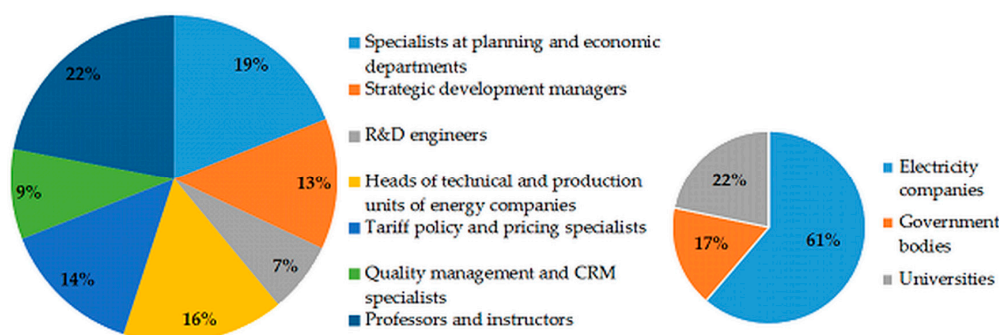 22%
19%
13%
7%
16%
14%
9%
Specialists at planning and economic
departments
Strategic development managers
R&D engineers
Heads of technical and production
units of energy companies
Tariff policy and pricing specialists
Quality management and CRM
specialists
Professors and instructors
22%
17%
61%
Electricity
companies
Government
bodies
Universities